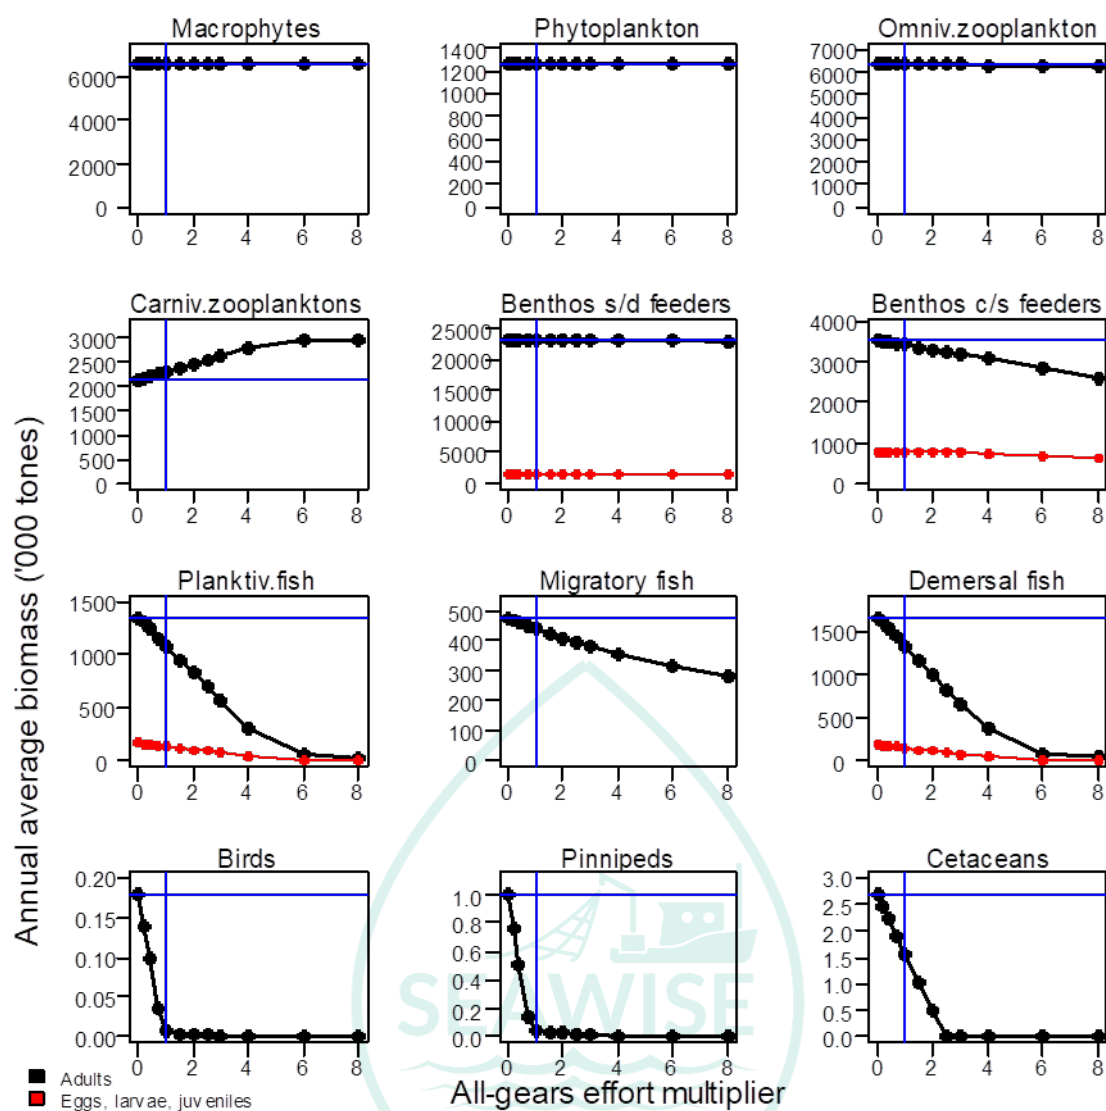 Macrophytes Phytoplankton Omniv.zooplankton
6000 4000 2000 0
0 2 4 6 8
1400 1200 1000 800 600 400 200 0
0 2 4 6 8
7000 6000 5000 4000 3000 2000 1000 0
0 2 4 6 8
Carniv.zooplanktons Benthos s/d feeders Benthos c/s feeders
3000 2500 2000 1500 1000 500 0
0 2 4 6 8
25000 20000 15000 10000 5000 0
0 2 4 6 8
4000 3000 2000 1000 0
0 2 4 6 8
Annual average biomass ('000 tones)
Planktiv.fish Migratory fish Demersal fish
1500 1000 500 0
0 2 4 6 8
500 400 300 200 100 0
0 2 4 6 8
1500 1000 500 0
0 2 4 6 8
Birds Pinnipeds Cetaceans
0.20 0.15 0.10 0.05 0.00
0 2 4 6 8
1.0 0.8 0.6 0.4 0.2 0.0
0 2 4 6 8
3.0 2.5 2.0 1.5 1.0 0.5 0.0
0 2 4 6 8
SEAWISE
Adults
Eggs, larvae, juveniles
All-gears effort multiplier